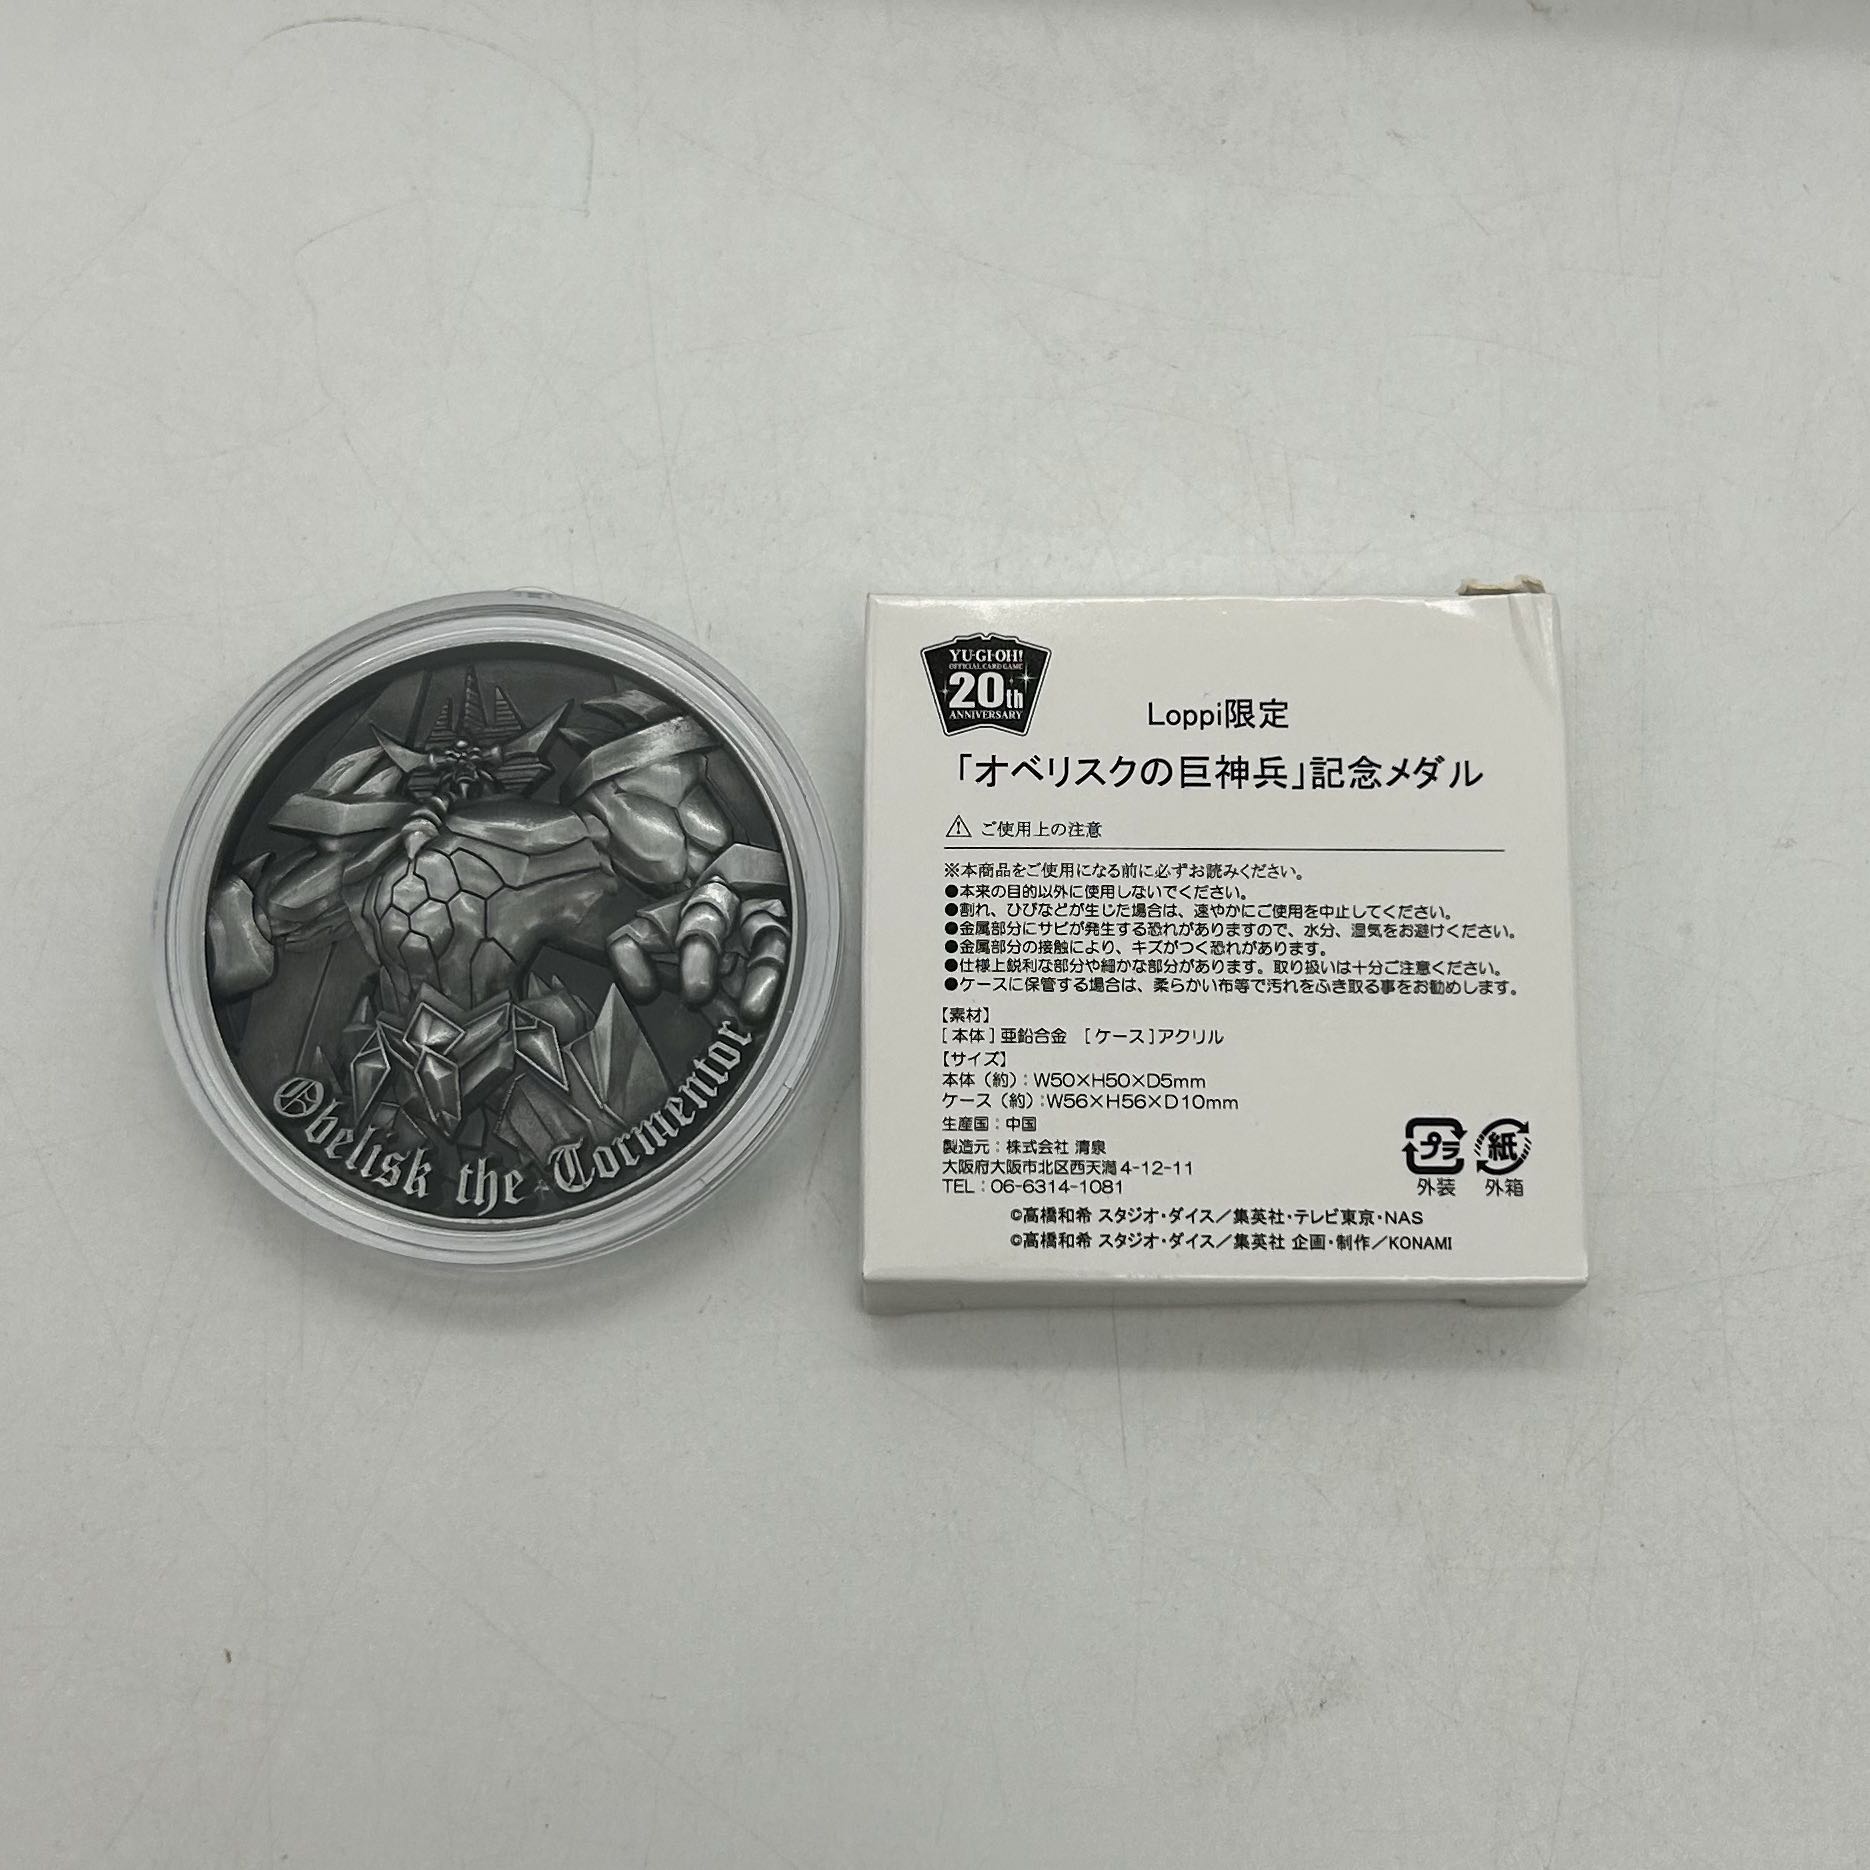 Obelisk the Tormentor
YU-GI-OH!
OFFICIAL CARD GAME
20th
ANNIVERSARY
Loppi限定
「オベリスクの巨神兵」記念メダル
⚠ ご使用上の注意
※本商品をご使用になる前に必ずお読みください。
●本来の目的以外に使用しないでください。
●割れ、ひびなどが生じた場合は、速やかにご使用を中止してください。
●金属部分にサビが発生する恐れがありますので、水分、湿気をお避けください。
●金属部分の接触により、キズがつく恐れがあります。
●仕様上鋭利な部分や細かな部分があります。取り扱いは十分ご注意ください。
●ケースに保管する場合は、柔らかい布等で汚れをふき取る事をお勧めします。
【素材】
[本体]亜鉛合金 [ケース]アクリル
【サイズ】
本体（約）：W50×H50×D5mm
ケース（約）：W56×H56×D10mm
生産国：中国
製造元：株式会社 清泉
大阪府大阪市北区西天満4-12-11
TEL：06-6314-1081
プラ 紙
外装 外箱
©高橋和希 スタジオ・ダイス／集英社・テレビ東京・NAS
©高橋和希 スタジオ・ダイス／集英社 企画・制作／KONAMI